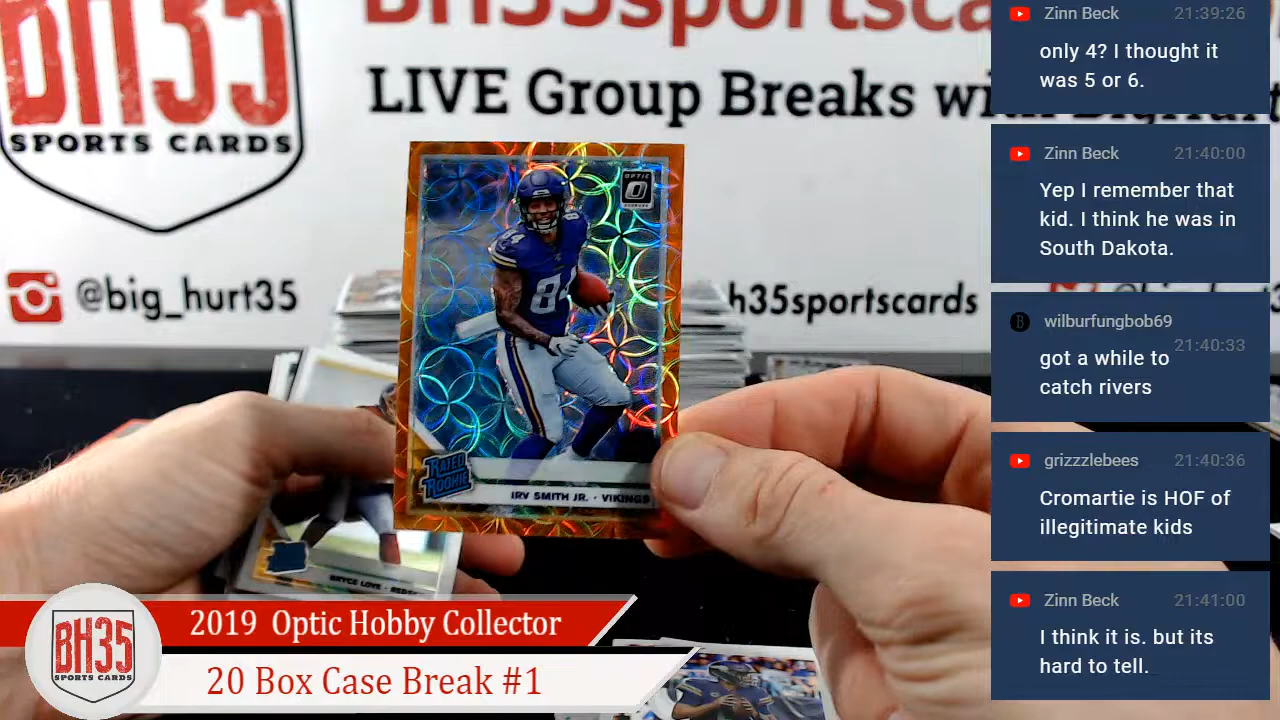 BH35sportsca
LIVE Group Breaks wi
BH35
SPORTS CARDS
@big_hurt35
h35sportscards
OPTIC
84
84
RATED
ROOKIE
IRV SMITH JR. · VIKINGS
BRYCE LOVE · REDS
BH35
SPORTS CARDS
2019 Optic Hobby Collector
20 Box Case Break #1
Zinn Beck 21:39:26
only 4? I thought it
was 5 or 6.
Zinn Beck 21:40:00
Yep I remember that
kid. I think he was in
South Dakota.
wilburfungbob69 21:40:33
got a while to
catch rivers
grizzzlebees 21:40:36
Cromartie is HOF of
illegitimate kids
Zinn Beck 21:41:00
I think it is. but its
hard to tell.